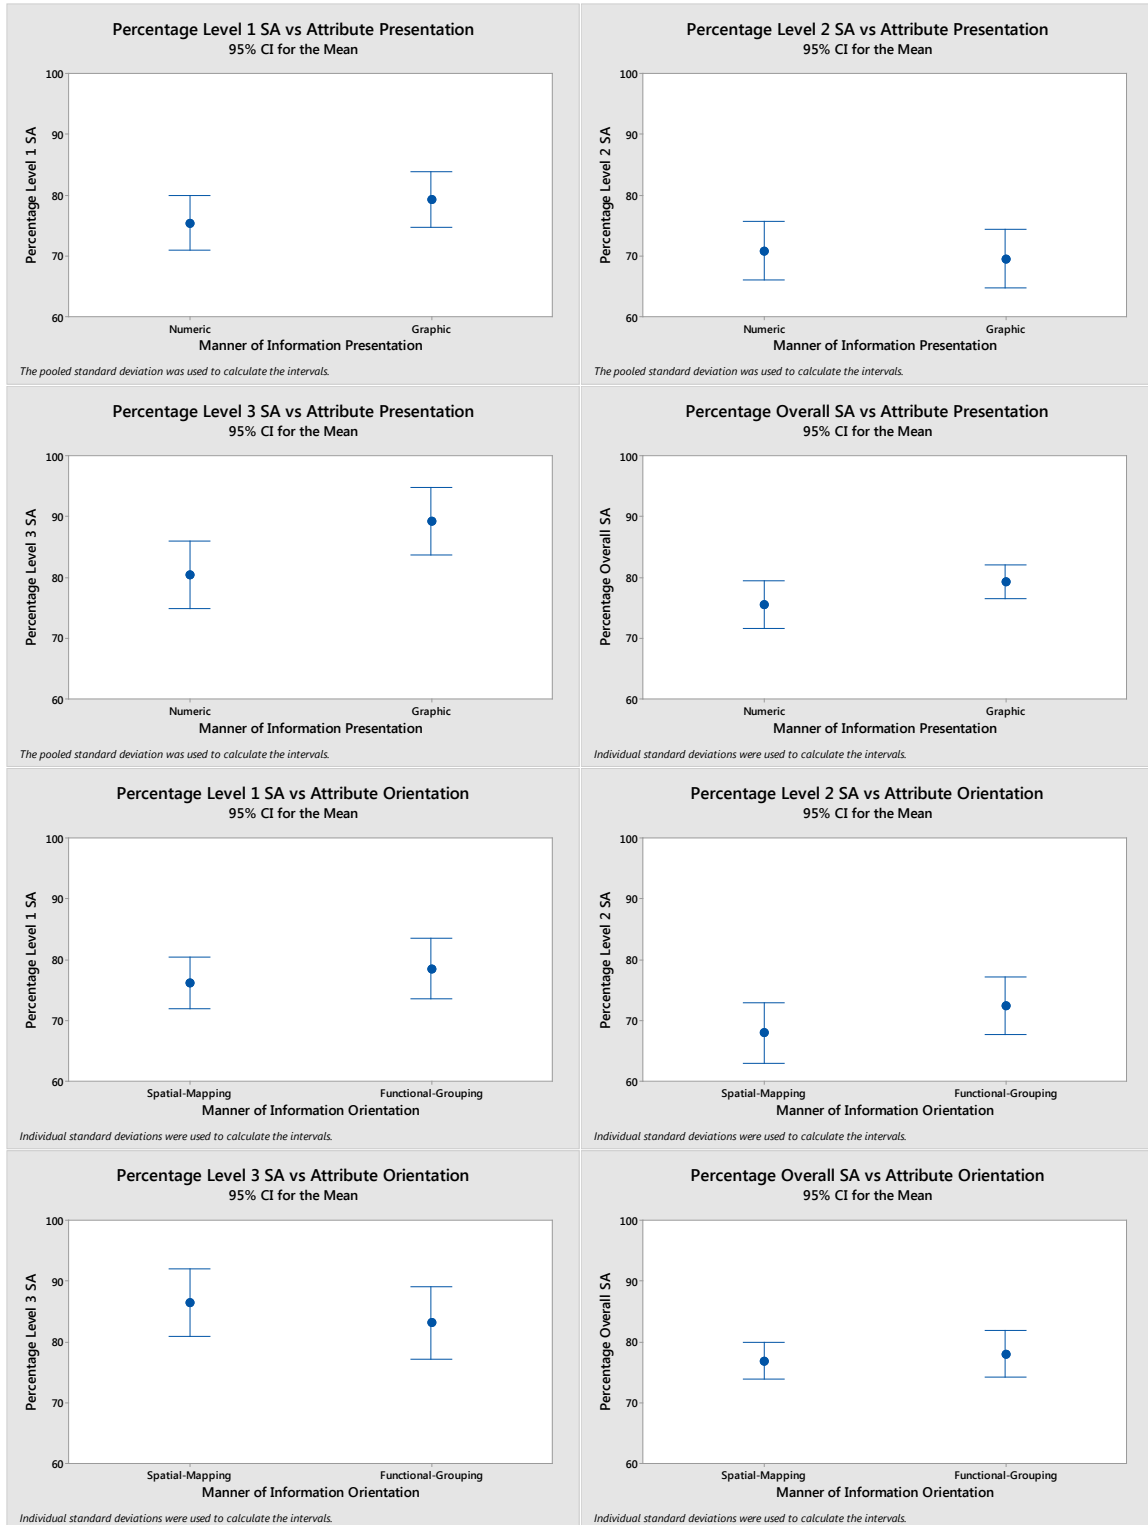 Percentage Level 1 SA vs Attribute Presentation
95% CI for the Mean
100
90
80
70
60
Percentage Level 1 SA
Numeric
Graphic
Manner of Information Presentation
The pooled standard deviation was used to calculate the intervals.
Percentage Level 2 SA vs Attribute Presentation
95% CI for the Mean
100
90
80
70
60
Percentage Level 2 SA
Numeric
Graphic
Manner of Information Presentation
The pooled standard deviation was used to calculate the intervals.
Percentage Level 3 SA vs Attribute Presentation
95% CI for the Mean
100
90
80
70
60
Percentage Level 3 SA
Numeric
Graphic
Manner of Information Presentation
The pooled standard deviation was used to calculate the intervals.
Percentage Overall SA vs Attribute Presentation
95% CI for the Mean
100
90
80
70
60
Percentage Overall SA
Numeric
Graphic
Manner of Information Presentation
Individual standard deviations were used to calculate the intervals.
Percentage Level 1 SA vs Attribute Orientation
95% CI for the Mean
100
90
80
70
60
Percentage Level 1 SA
Spatial-Mapping
Functional-Grouping
Manner of Information Orientation
Individual standard deviations were used to calculate the intervals.
Percentage Level 2 SA vs Attribute Orientation
95% CI for the Mean
100
90
80
70
60
Percentage Level 2 SA
Spatial-Mapping
Functional-Grouping
Manner of Information Orientation
Individual standard deviations were used to calculate the intervals.
Percentage Level 3 SA vs Attribute Orientation
95% CI for the Mean
100
90
80
70
60
Percentage Level 3 SA
Spatial-Mapping
Functional-Grouping
Manner of Information Orientation
Individual standard deviations were used to calculate the intervals.
Percentage Overall SA vs Attribute Orientation
95% CI for the Mean
100
90
80
70
60
Percentage Overall SA
Spatial-Mapping
Functional-Grouping
Manner of Information Orientation
Individual standard deviations were used to calculate the intervals.